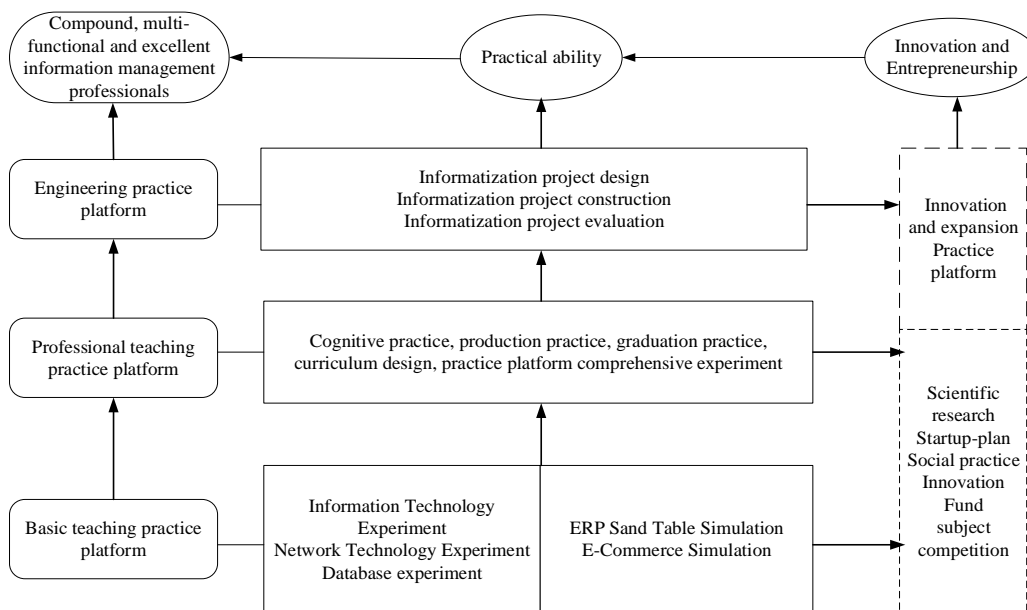 Compound, multi-
functional and excellent
information management
professionals
Practical ability
Innovation and
Entrepreneurship
Engineering practice
platform
Informatization project design
Informatization project construction
Informatization project evaluation
Innovation
and expansion
Practice
platform
Professional teaching
practice platform
Cognitive practice, production practice, graduation practice,
curriculum design, practice platform comprehensive experiment
Scientific
research
Startup-plan
Social practice
Innovation
Fund
subject
competition
Basic teaching practice
platform
Information Technology
Experiment
Network Technology Experiment
Database experiment
ERP Sand Table Simulation
E-Commerce Simulation